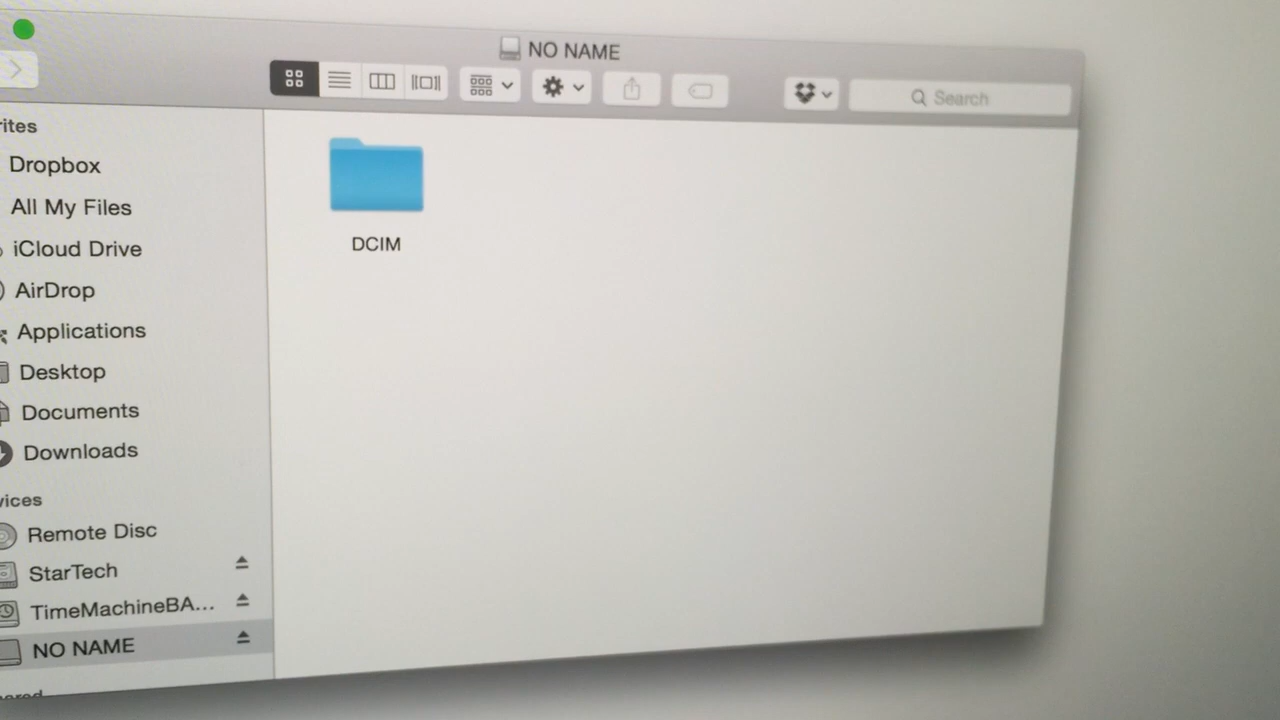 NO NAME
Search
rites
Dropbox
All My Files
iCloud Drive
AirDrop
Applications
Desktop
Documents
Downloads
vices
Remote Disc
StarTech
TimeMachineBA...
NO NAME
ared
DCIM